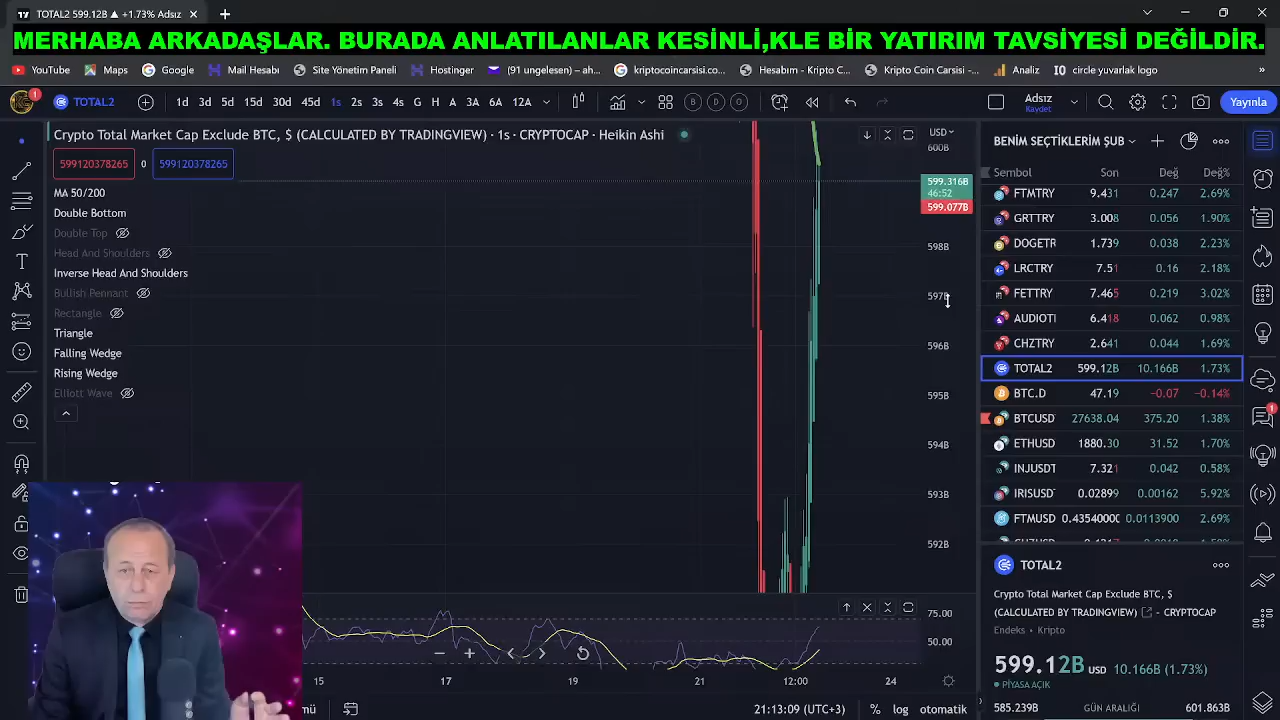 TOTAL2 599.12B ▲ +1.73% Adsız
MERHABA ARKADAŞLAR. BURADA ANLATILANLAR KESİNLİ,KLE BİR YATIRIM TAVSİYESİ DEĞİLDİR.
YouTube Maps Google Mail Hesabı Site Yönetim Paneli Hostinger (91 ungelesen) – ah... kriptocoincarsisi.co... Hesabım - Kripto C... Kripto Coin Carsisi -... Analiz IO circle yuvarlak logo »
1 TOTAL2 1d 3d 5d 15d 30d 45d 1s 2s 3s 4s G H A 3A 6A 12A B D O Adsız Kaydet Yayınla
Crypto Total Market Cap Exclude BTC, $ (CALCULATED BY TRADINGVIEW) · 1s · CRYPTOCAP · Heikin Ashi
599120378265 0 599120378265
MA 50/200
Double Bottom
Double Top
Head And Shoulders
Inverse Head And Shoulders
Bullish Pennant
Rectangle
Triangle
Falling Wedge
Rising Wedge
Elliott Wave
USD
600B
599.316B
46:52
599.077B
598B
597B
596B
595B
594B
593B
592B
75.00
50.00
15 17 19 21 12:00 24
21:13:09 (UTC+3) % log otomatik
BENİM SEÇTİKLERİM ŞUB
Sembol Son Değ Değ%
FTMTRY 9.431 0.247 2.69%
GRTTRY 3.008 0.056 1.90%
DOGETR 1.739 0.038 2.23%
LRCTRY 7.51 0.16 2.18%
FETTRY 7.465 0.219 3.02%
AUDIOTI 6.418 0.062 0.98%
CHZTRY 2.641 0.044 1.69%
TOTAL2 599.12B 10.166B 1.73%
BTC.D 47.19 -0.07 -0.14%
BTCUSD 27638.04 375.20 1.38%
ETHUSD 1880.30 31.52 1.70%
INJUSDT 7.321 0.042 0.58%
IRISUSD 0.02899 0.00162 5.92%
FTMUSD 0.43540000 0.0113900 2.69%
TOTAL2
Crypto Total Market Cap Exclude BTC, $
(CALCULATED BY TRADINGVIEW) - CRYPTOCAP
Endeks • Kripto
599.12B USD 10.166B (1.73%)
PİYASA AÇIK
585.239B GÜN ARALIĞI 601.863B
1